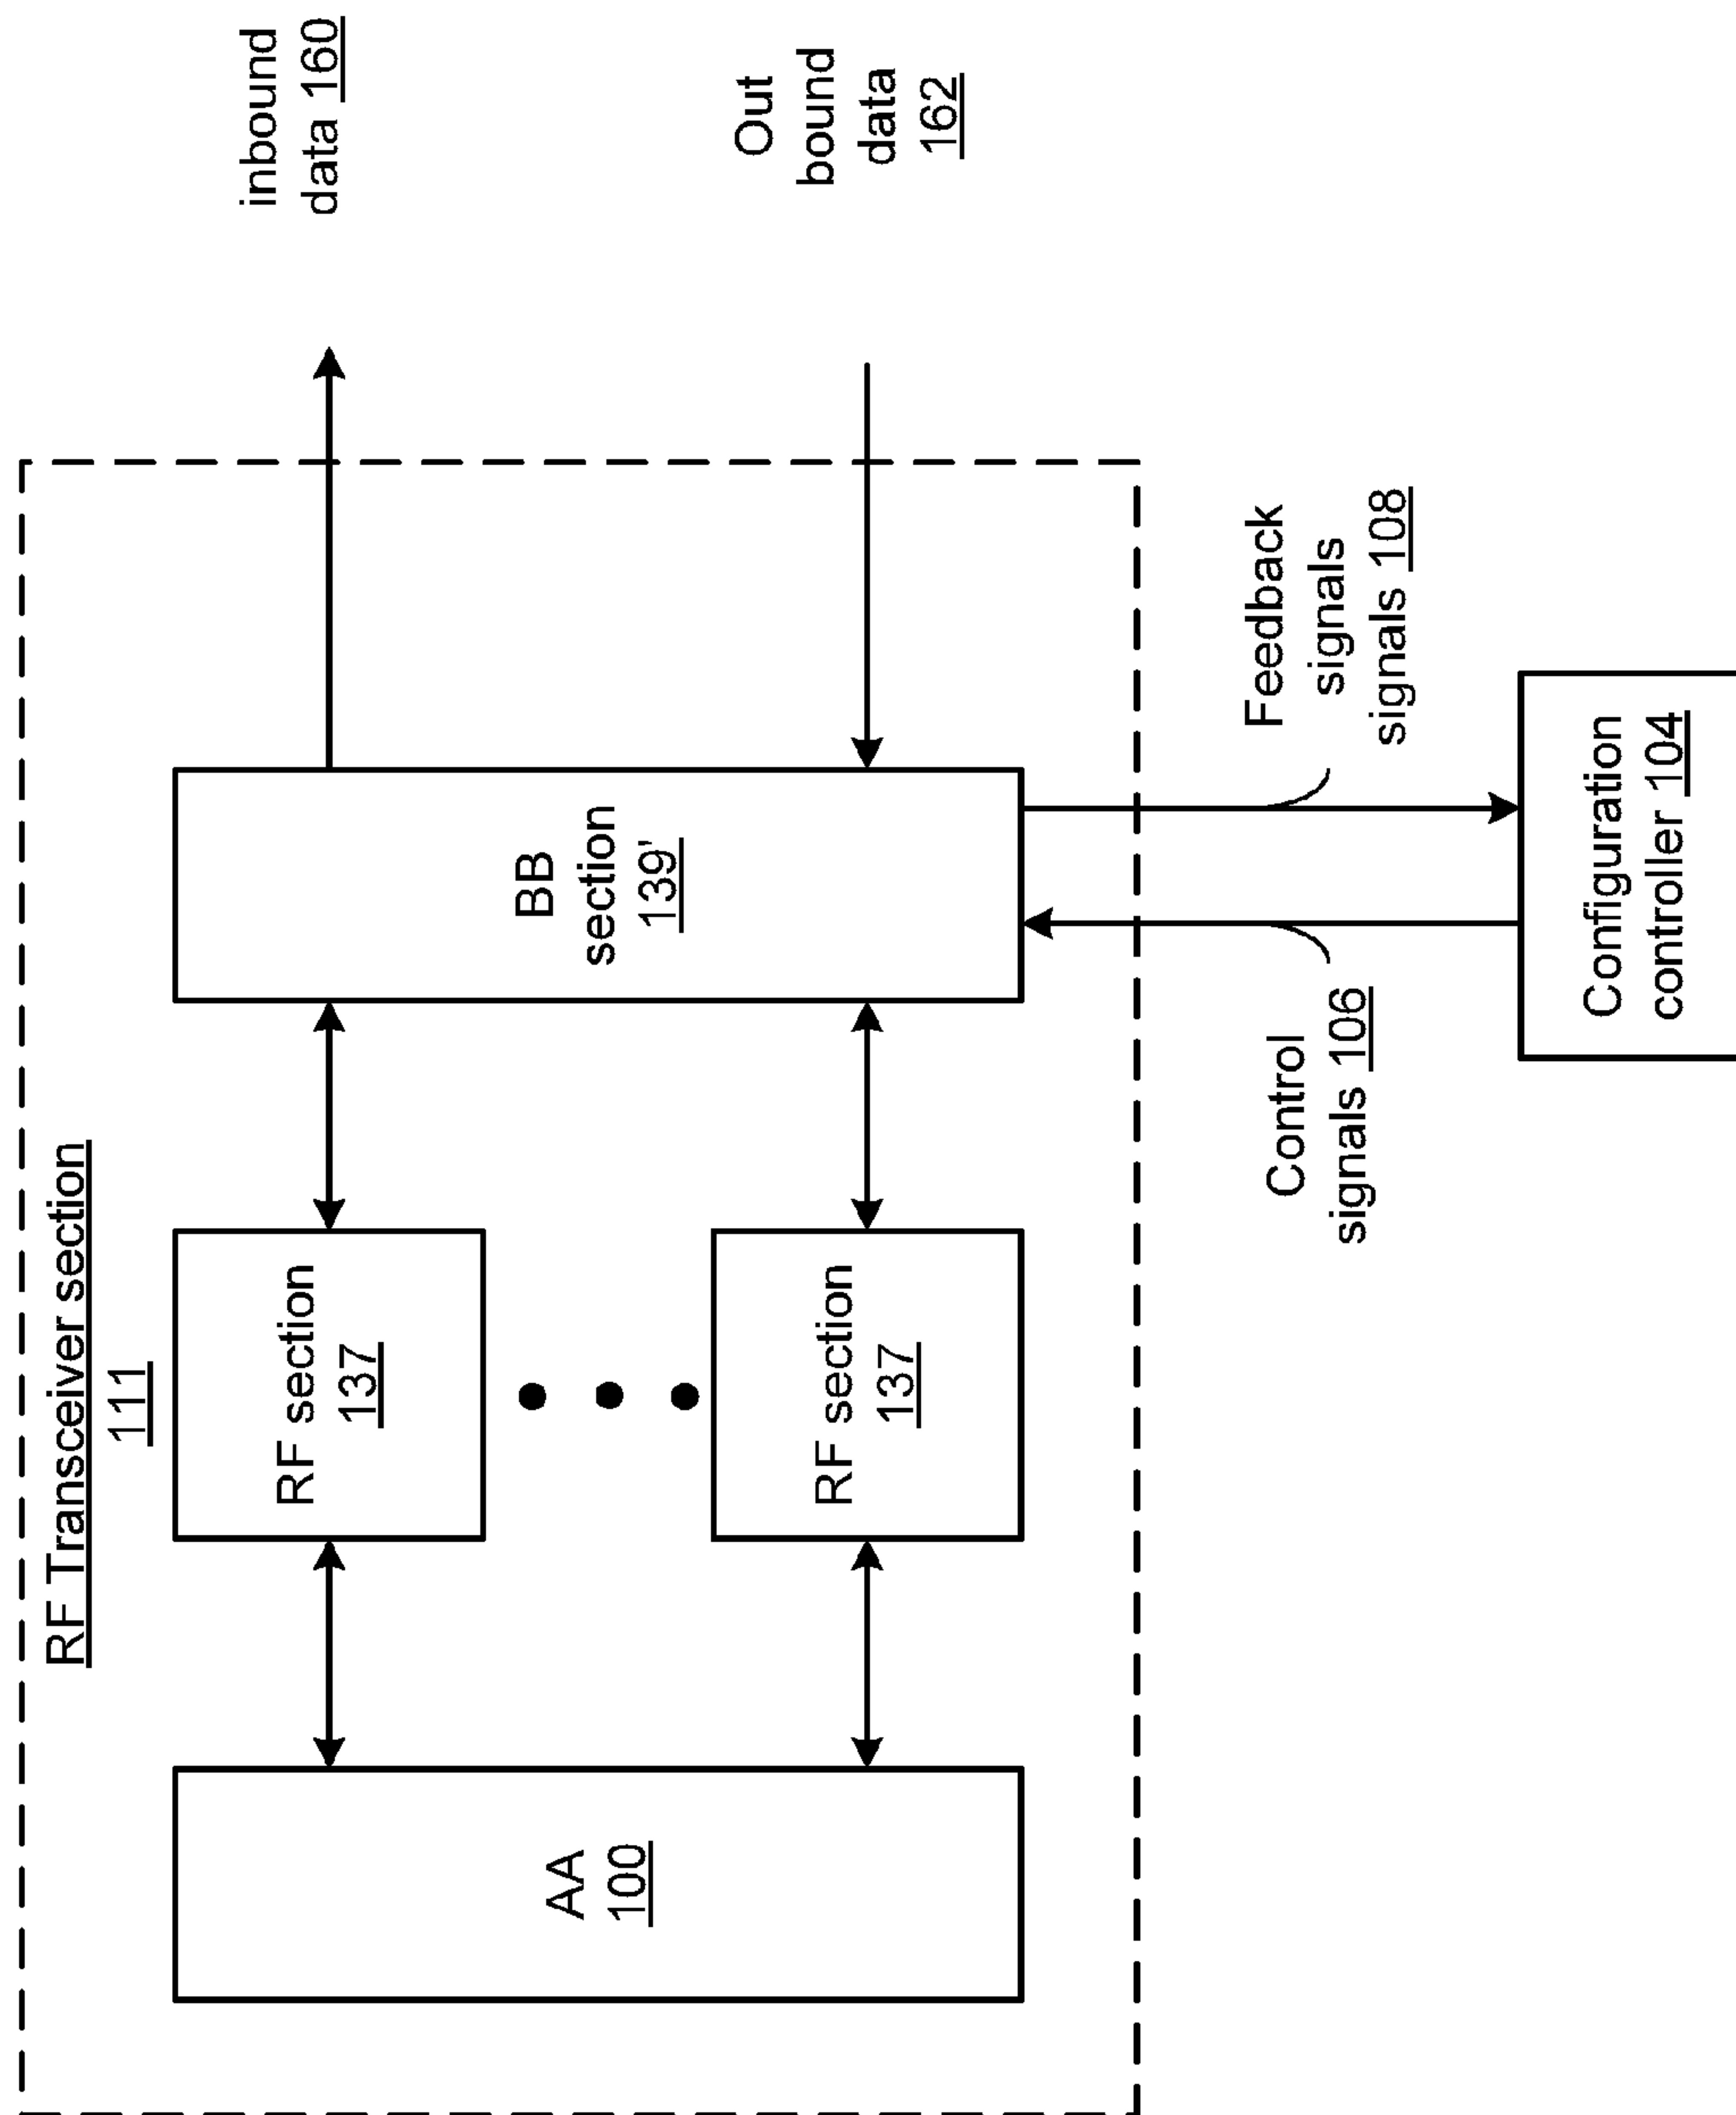 RF Transceiver section
111
AA
100
RF section
137
RF section
137
BB
section
139'
inbound
data 160
Out
bound
data
162
Control
signals 106
Feedback
signals
signals 108
Configuration
controller 104